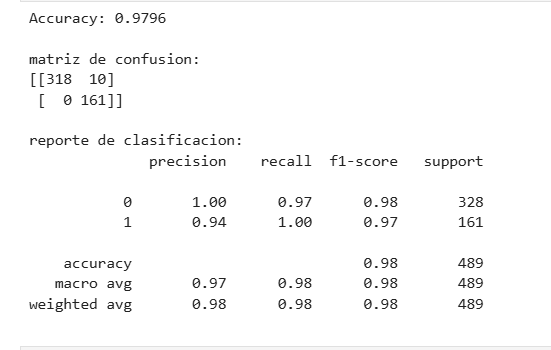 Accuracy: 0.9796
matriz de confusion:
[[318  10]
 [  0 161]]
reporte de clasificacion:
              precision    recall  f1-score   support
           0       1.00      0.97      0.98       328
           1       0.94      1.00      0.97       161
    accuracy                           0.98       489
   macro avg       0.97      0.98      0.98       489
weighted avg       0.98      0.98      0.98       489